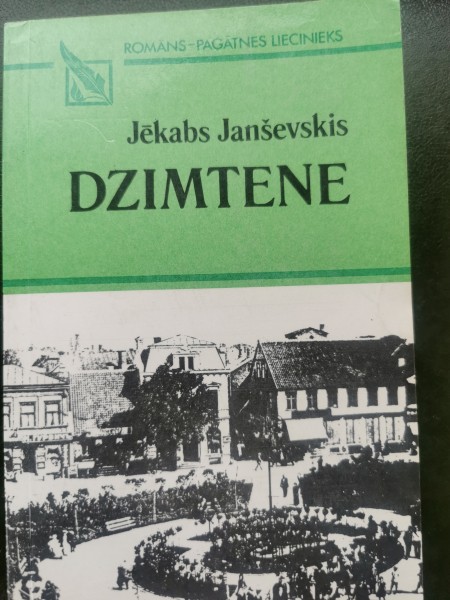 ROMĀNS–PAGĀTNES LIECINIEKS
Jēkabs Janševskis
DZIMTENE